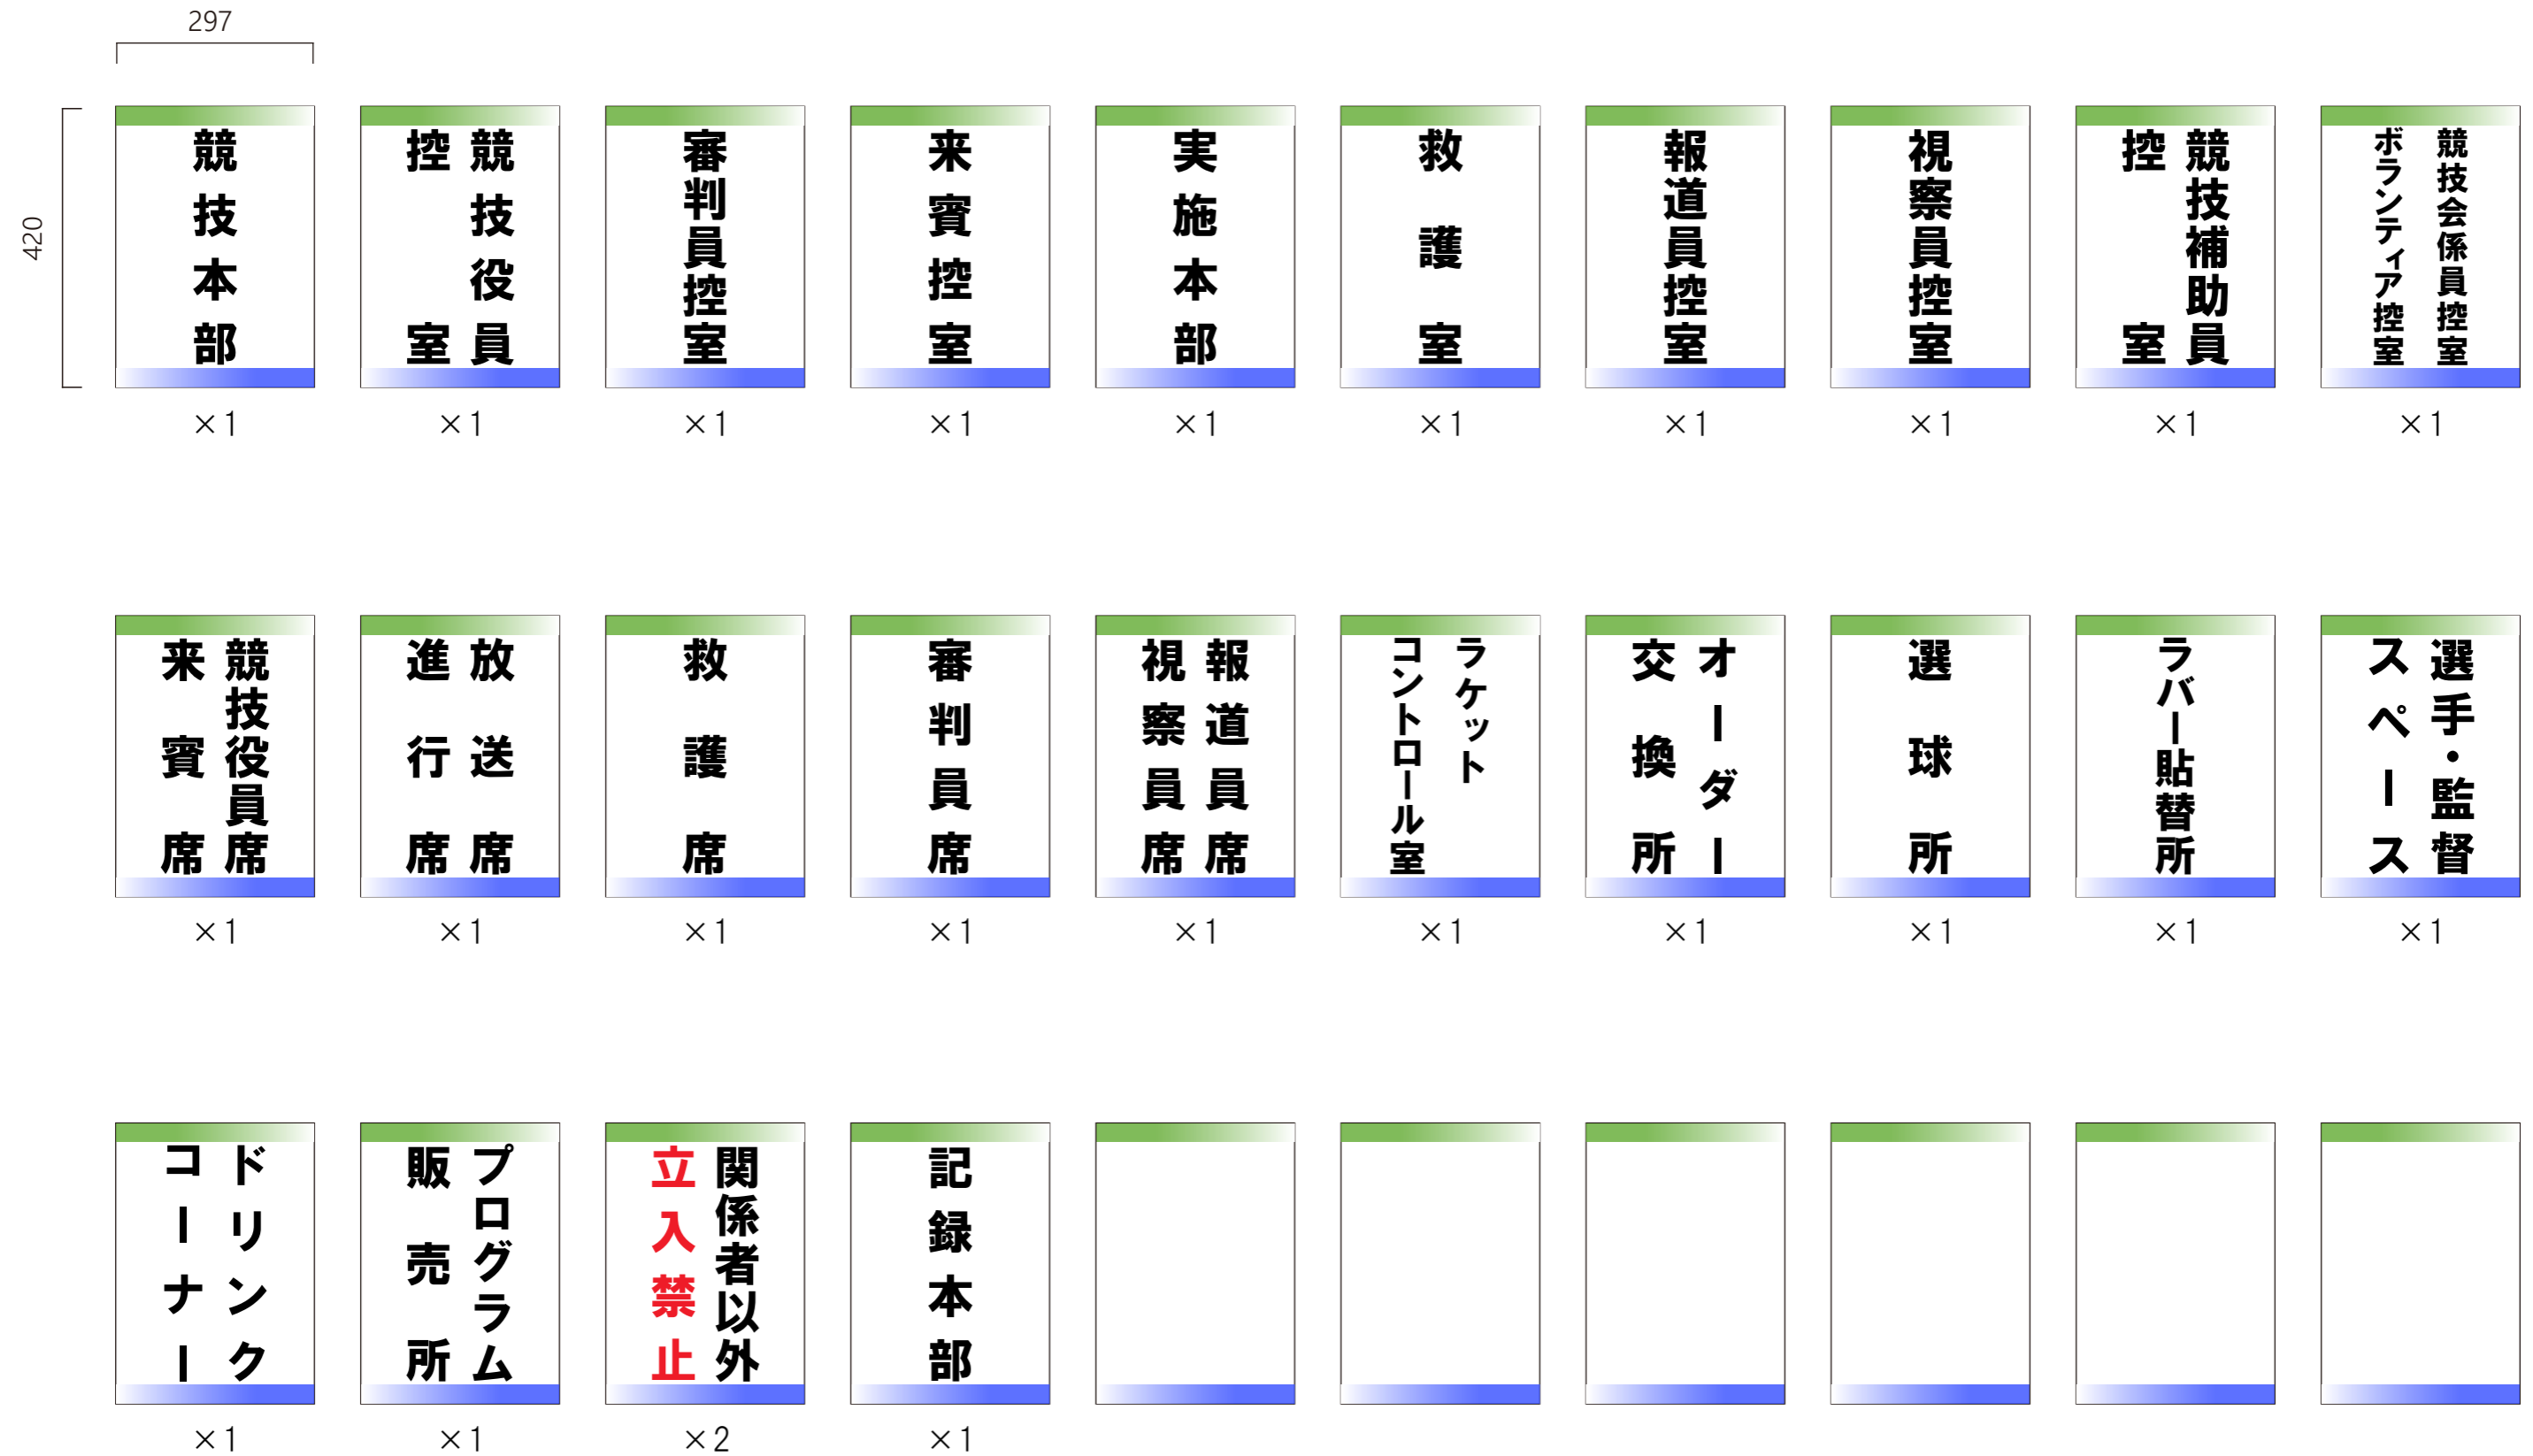 297
420
競技本部
×1
競技役員
控室
×1
審判員控室
×1
来賓控室
×1
実施本部
×1
救護室
×1
報道員控室
×1
視察員控室
×1
競技補助員
控室
×1
競技会係員控室
ボランティア控室
×1
競技役員席
来賓席
×1
放送席
進行席
×1
救護席
×1
審判員席
×1
報道員席
視察員席
×1
ラケット
コントロール室
×1
オーダー
交換所
×1
選球所
×1
ラバー貼替所
×1
選手・監督
スペース
×1
ドリンク
コーナー
×1
プログラム
販売所
×1
関係者以外
立入禁止
×2
記録本部
×1